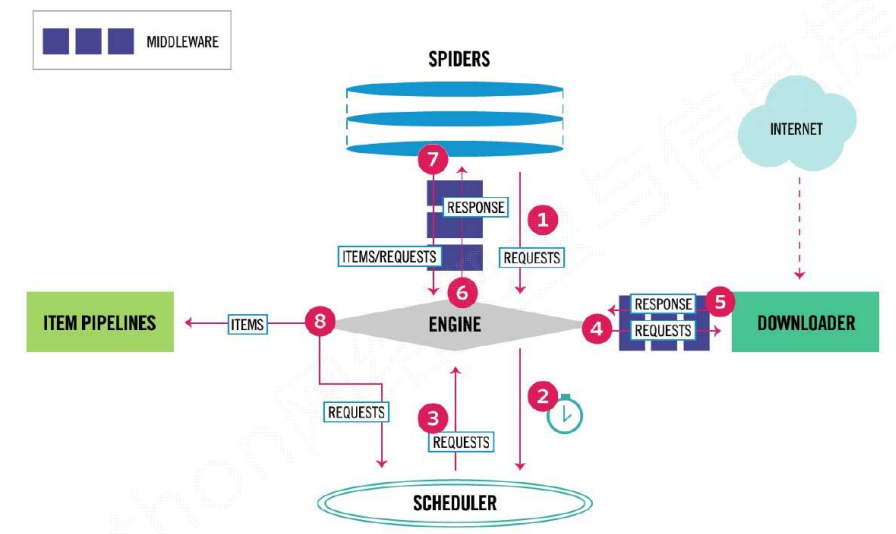 MIDDLEWARE
SPIDERS
INTERNET
7
RESPONSE
1
ITEMS/REQUESTS
REQUESTS
6
ITEM PIPELINES
ITEMS
8
ENGINE
4
RESPONSE
5
REQUESTS
DOWNLOADER
2
REQUESTS
3
REQUESTS
SCHEDULER